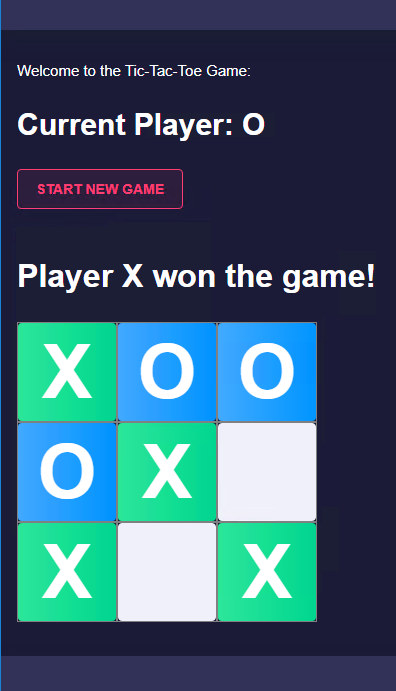 Welcome to the Tic-Tac-Toe Game:
Current Player: O
START NEW GAME
Player X won the game!
X O O
O X
X X